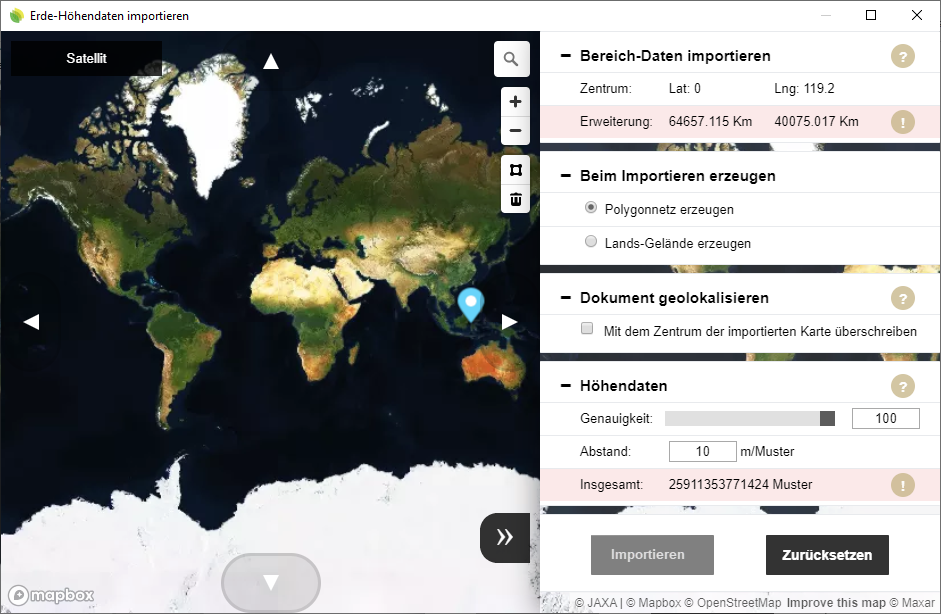 Erde-Höhendaten importieren
Satellit
Bereich-Daten importieren
Zentrum: Lat: 0 Lng: 119.2
Erweiterung: 64657.115 Km 40075.017 Km
Beim Importieren erzeugen
Polygonnetz erzeugen
Lands-Gelände erzeugen
Dokument geolokalisieren
Mit dem Zentrum der importierten Karte überschreiben
Höhendaten
Genauigkeit: 100
Abstand: 10 m/Muster
Insgesamt: 25911353771424 Muster
Importieren Zurücksetzen
mapbox
© JAXA | © Mapbox © OpenStreetMap Improve this map © Maxar